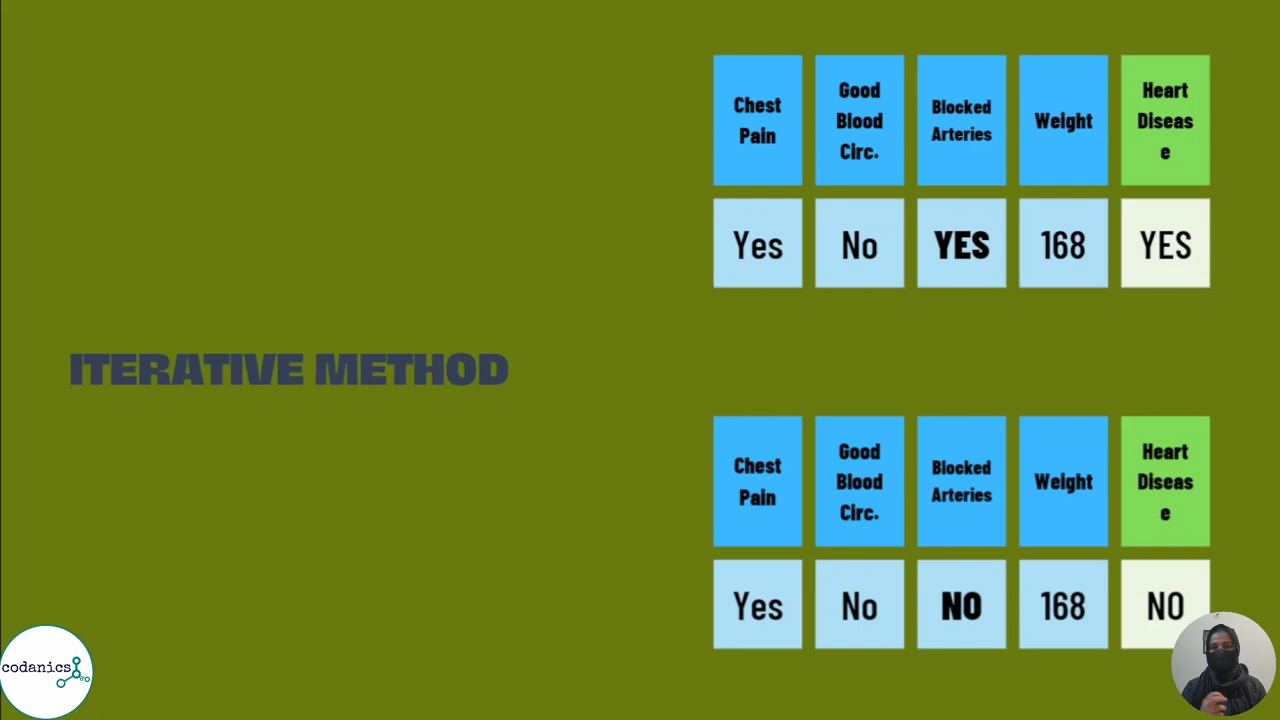 Chest
Pain
Good
Blood
Circ.
Blocked
Arteries
Weight
Heart
Diseas
e
Yes
No
YES
168
YES
ITERATIVE METHOD
Chest
Pain
Good
Blood
Circ.
Blocked
Arteries
Weight
Heart
Diseas
e
Yes
No
NO
168
NO
codanics